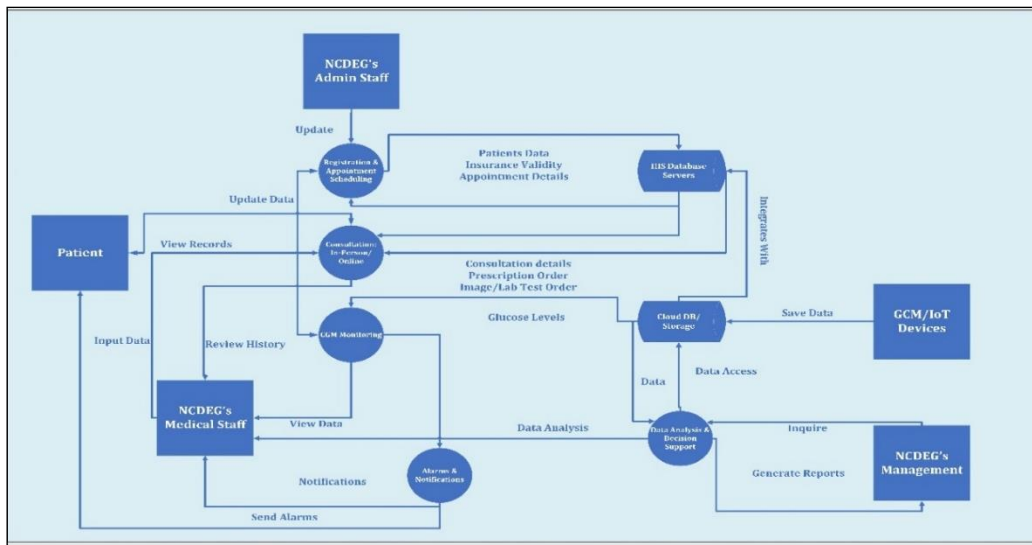 NCDEG's
Admin Staff
Update
Registration &
Appointment
Scheduling
Patients Data
Insurance Validity
Appointment Details
HIS Database
Servers
Update Data
Integrates With
Patient
View Records
Consultation:
In-Person/
Online
Consultation details
Prescription Order
Image/Lab Test Order
Glucose Levels
Cloud DB/
Storage
Save Data
GCM/IoT
Devices
CGM Monitoring
Input Data
Review History
Data
Data Access
NCDEG's
Medical Staff
View Data
Data Analysis
Data Analysis &
Decision
Support
Inquire
NCDEG's
Management
Generate Reports
Alarms &
Notifications
Notifications
Send Alarms